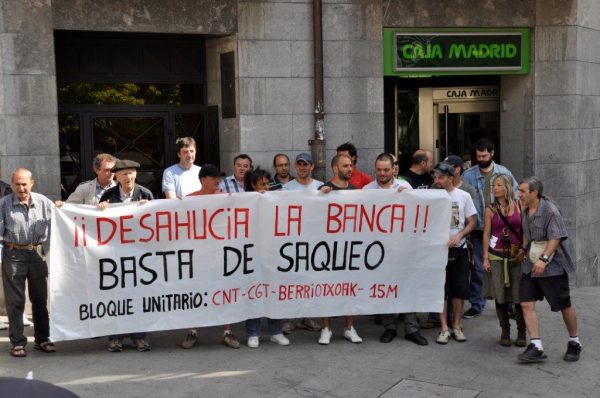 CAJA MADRID
CAJA MADRID
¡¡DESAHUCIA LA BANCA!!
BASTA DE SAQUEO
BLOQUE UNITARIO: CNT-CGT-BERRIOTXOAK-15M